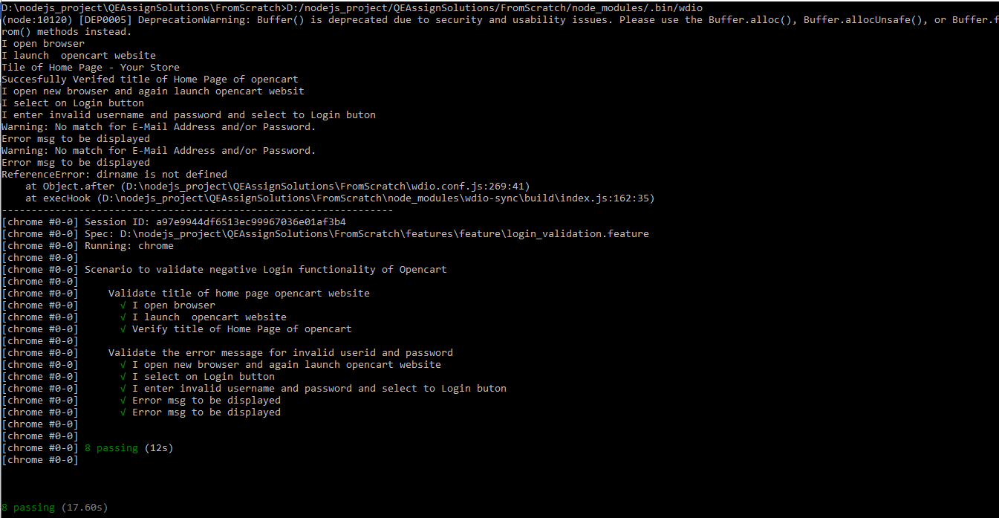 D:\nodejs_project\QEAssignSolutions\FromScratch>D:/nodejs_project/QEAssignSolutions/FromScratch/node_modules/.bin/wdio
(node:10120) [DEP0005] DeprecationWarning: Buffer() is deprecated due to security and usability issues. Please use the Buffer.alloc(), Buffer.allocUnsafe(), or Buffer.f
rom() methods instead.
I open browser
I launch  opencart website
Tile of Home Page - Your Store
Succesfully Verifed title of Home Page of opencart
I open new browser and again launch opencart websit
I select on Login button
I enter invalid username and password and select to Login buton
Warning: No match for E-Mail Address and/or Password.
Error msg to be displayed
Warning: No match for E-Mail Address and/or Password.
Error msg to be displayed
ReferenceError: dirname is not defined
    at Object.after (D:\nodejs_project\QEAssignSolutions\FromScratch\wdio.conf.js:269:41)
    at execHook (D:\nodejs_project\QEAssignSolutions\FromScratch\node_modules\wdio-sync\build\index.js:162:35)
------------------------------------------------------------------
[chrome #0-0] Session ID: a97e9944df6513ec99967036e01af3b4
[chrome #0-0] Spec: D:\nodejs_project\QEAssignSolutions\FromScratch\features\feature\login_validation.feature
[chrome #0-0] Running: chrome
[chrome #0-0]
[chrome #0-0] Scenario to validate negative Login functionality of Opencart
[chrome #0-0]
[chrome #0-0]     Validate title of home page opencart website
[chrome #0-0]       √ I open browser
[chrome #0-0]       √ I launch  opencart website
[chrome #0-0]       √ Verify title of Home Page of opencart
[chrome #0-0]
[chrome #0-0]     Validate the error message for invalid userid and password
[chrome #0-0]       √ I open new browser and again launch opencart website
[chrome #0-0]       √ I select on Login button
[chrome #0-0]       √ I enter invalid username and password and select to Login buton
[chrome #0-0]       √ Error msg to be displayed
[chrome #0-0]       √ Error msg to be displayed
[chrome #0-0]
[chrome #0-0]
[chrome #0-0] 8 passing (12s)
[chrome #0-0]
8 passing (17.60s)